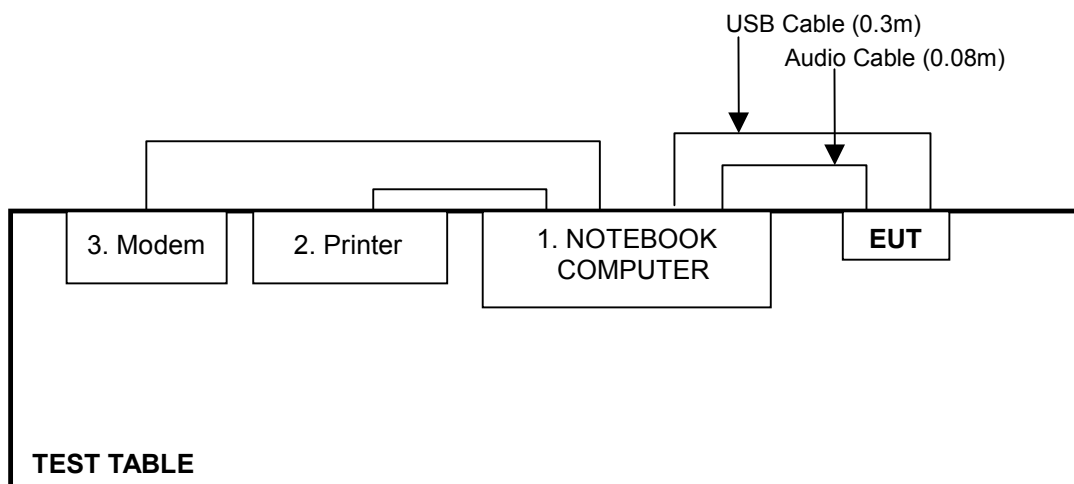 USB Cable (0.3m)
Audio Cable (0.08m)
3. Modem
2. Printer
1. NOTEBOOK
COMPUTER
EUT
TEST TABLE